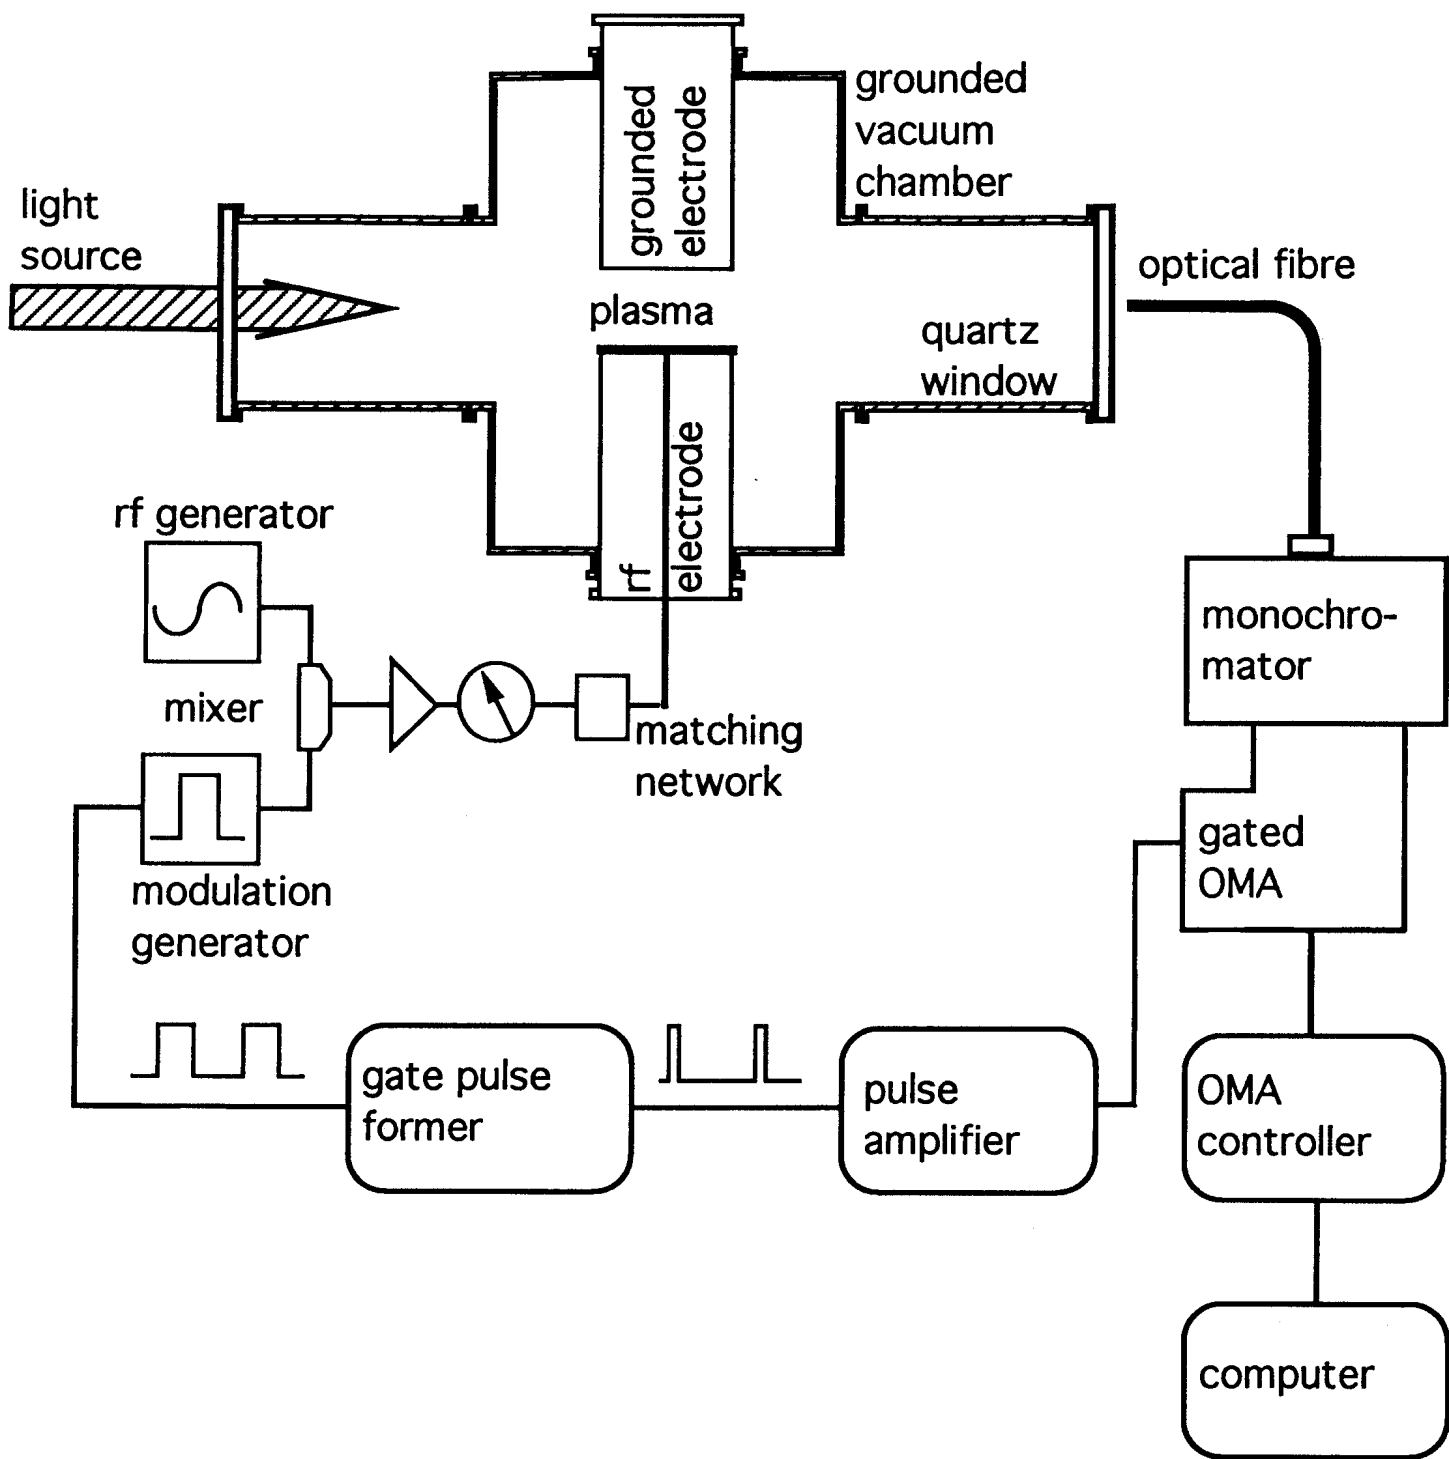 grounded
electrode
grounded
vacuum
chamber
light
source
optical fibre
plasma
quartz
window
rf
electrode
rf generator
monochro-
mator
mixer
matching
network
gated
OMA
modulation
generator
gate pulse
former
pulse
amplifier
OMA
controller
computer